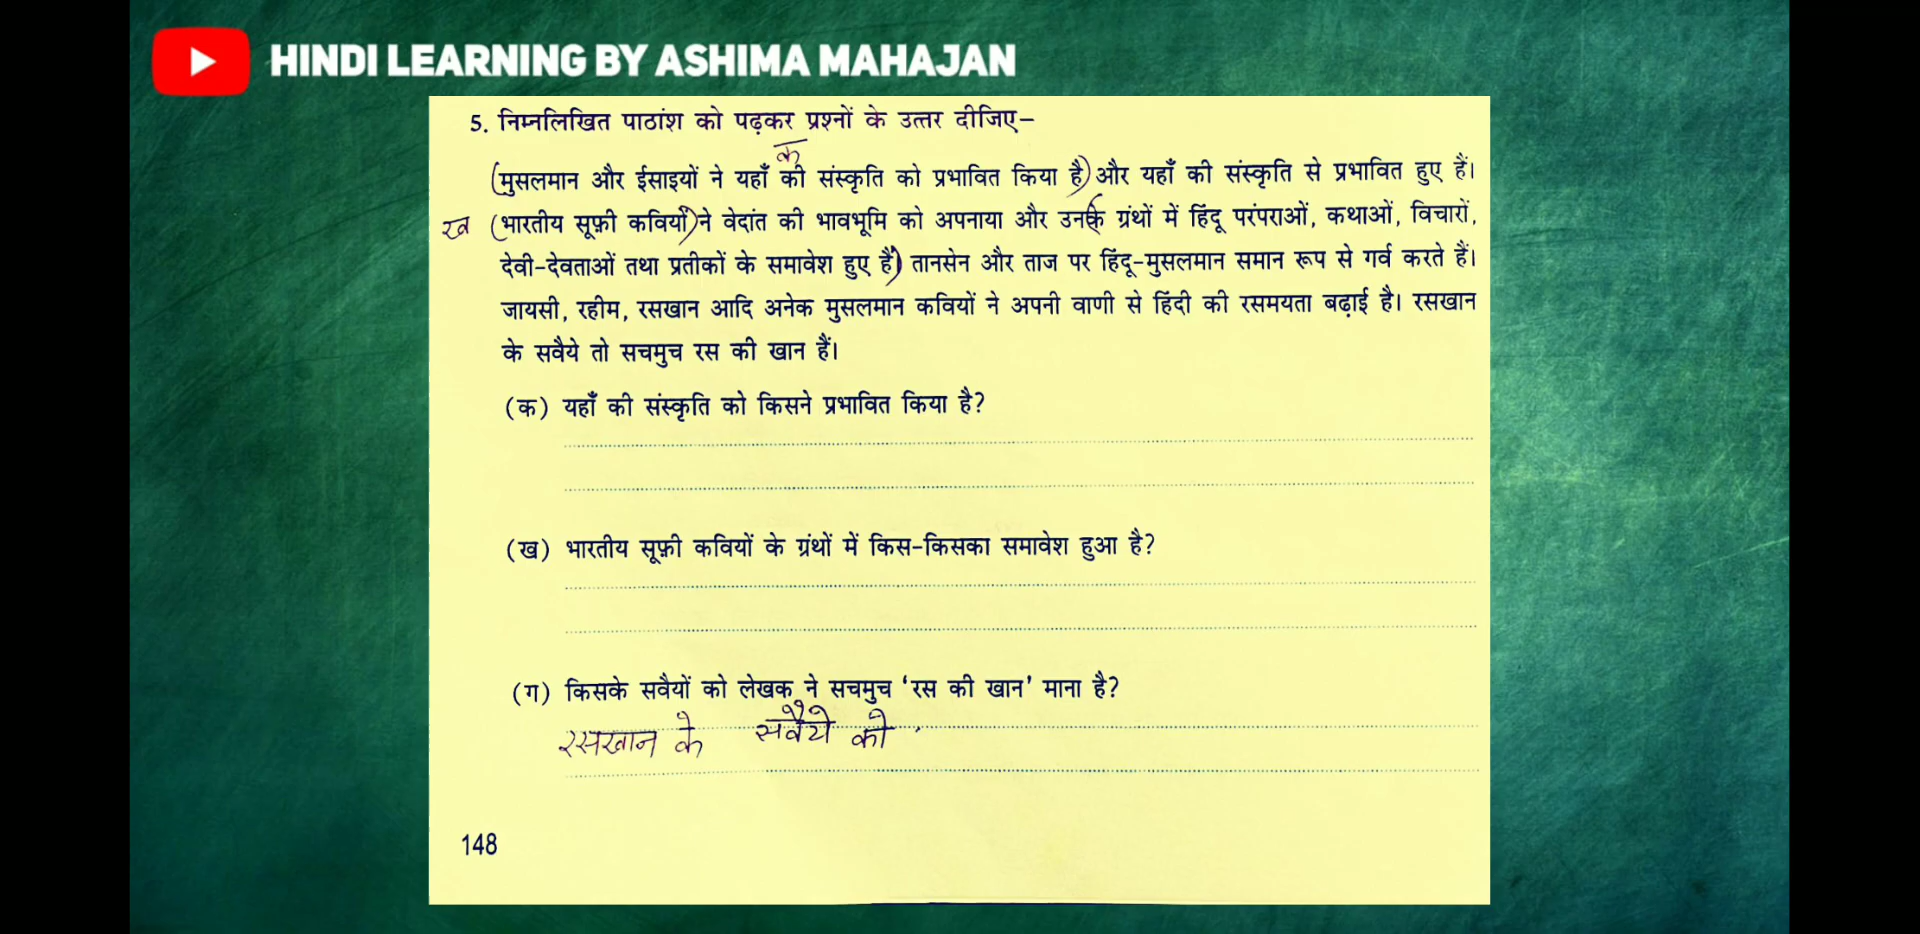 HINDI LEARNING BY ASHIMA MAHAJAN
5. निम्नलिखित पाठांश को पढ़कर प्रश्नों के उत्तर दीजिए–
क
(मुसलमान और ईसाइयों ने यहाँ की संस्कृति को प्रभावित किया है) और यहाँ की संस्कृति से प्रभावित हुए हैं।
ख (भारतीय सूफ़ी कवियों) ने वेदांत की भावभूमि को अपनाया और उनके ग्रंथों में हिंदू परंपराओं, कथाओं, विचारों,
देवी-देवताओं तथा प्रतीकों के समावेश हुए हैं) तानसेन और ताज पर हिंदू-मुसलमान समान रूप से गर्व करते हैं।
जायसी, रहीम, रसखान आदि अनेक मुसलमान कवियों ने अपनी वाणी से हिंदी की रसमयता बढ़ाई है। रसखान
के सवैये तो सचमुच रस की खान हैं।
(क) यहाँ की संस्कृति को किसने प्रभावित किया है?
(ख) भारतीय सूफ़ी कवियों के ग्रंथों में किस-किसका समावेश हुआ है?
(ग) किसके सवैयों को लेखक ने सचमुच ‘रस की खान’ माना है?
रसखान के सवैये को
148